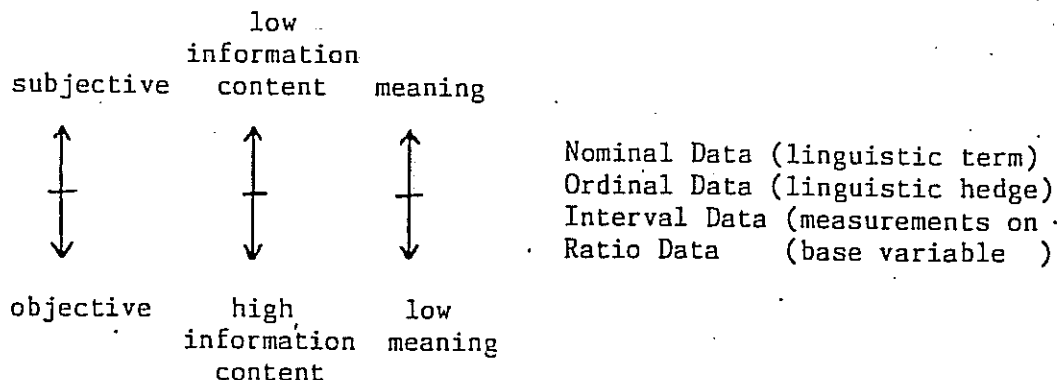 low
information
subjective content meaning
Nominal Data (linguistic term)
Ordinal Data (linguistic hedge)
Interval Data (measurements on
Ratio Data (base variable )
objective high low
information meaning
content